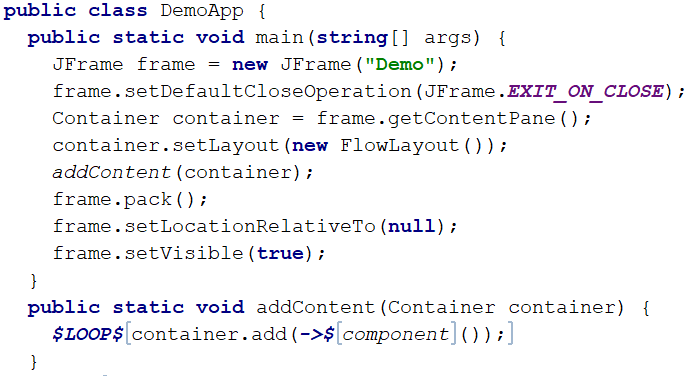 public class DemoApp {
public static void main(string[] args) {
JFrame frame = new JFrame("Demo");
frame.setDefaultCloseOperation(JFrame.EXIT_ON_CLOSE);
Container container = frame.getContentPane();
container.setLayout(new FlowLayout());
addContent(container);
frame.pack();
frame.setLocationRelativeTo(null);
frame.setVisible(true);
}
public static void addContent(Container container) {
$LOOP$[container.add(->$[component]());]
}